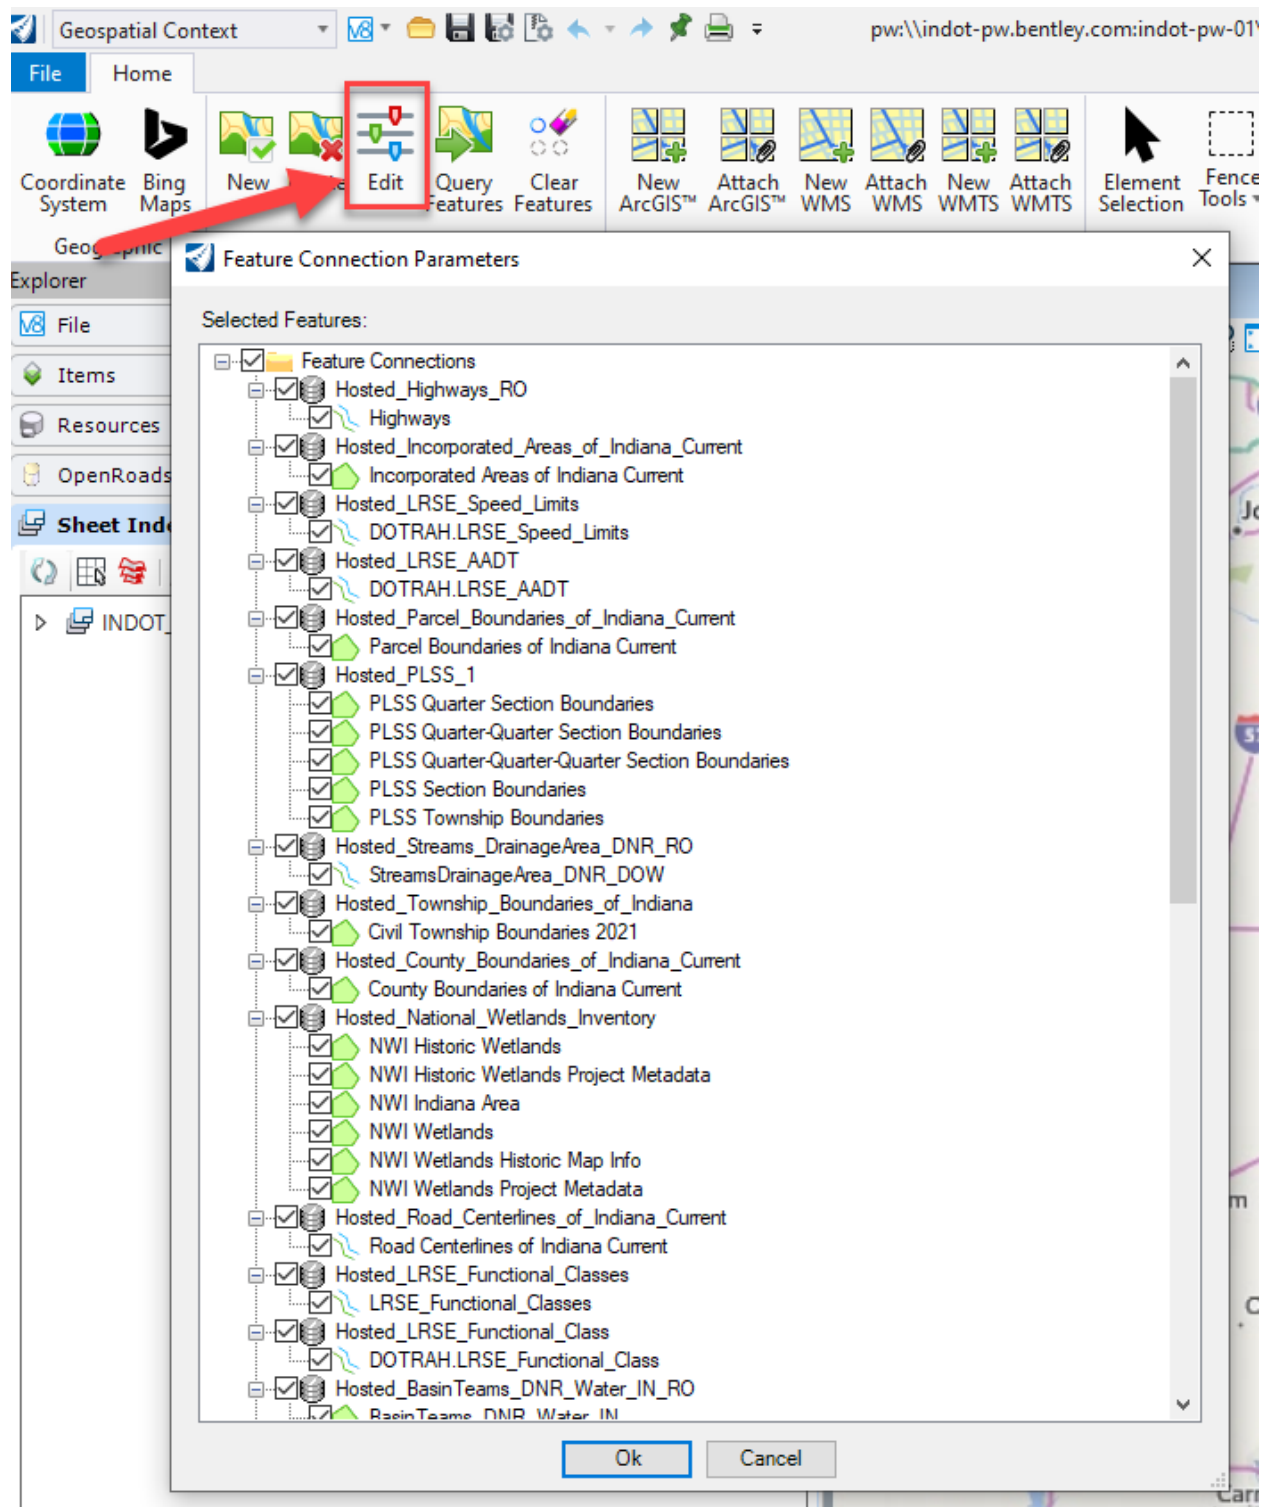 Geospatial Context
V8
pw:\\indot-pw.bentley.com:indot-pw-01\
File
Home
Coordinate System
Bing Maps
New
Edit
Query Features
Clear Features
New ArcGIS™
Attach ArcGIS™
New WMS
Attach WMS
New WMTS
Attach WMTS
Element Selection
Fence Tools
Explorer
V8 File
Items
Resources
OpenRoads
Sheet Inde
INDOT_
Feature Connection Parameters
Selected Features:
Feature Connections
Hosted_Highways_RO
Highways
Hosted_Incorporated_Areas_of_Indiana_Current
Incorporated Areas of Indiana Current
Hosted_LRSE_Speed_Limits
DOTRAH.LRSE_Speed_Limits
Hosted_LRSE_AADT
DOTRAH.LRSE_AADT
Hosted_Parcel_Boundaries_of_Indiana_Current
Parcel Boundaries of Indiana Current
Hosted_PLSS_1
PLSS Quarter Section Boundaries
PLSS Quarter-Quarter Section Boundaries
PLSS Quarter-Quarter-Quarter Section Boundaries
PLSS Section Boundaries
PLSS Township Boundaries
Hosted_Streams_DrainageArea_DNR_RO
StreamsDrainageArea_DNR_DOW
Hosted_Township_Boundaries_of_Indiana
Civil Township Boundaries 2021
Hosted_County_Boundaries_of_Indiana_Current
County Boundaries of Indiana Current
Hosted_National_Wetlands_Inventory
NWI Historic Wetlands
NWI Historic Wetlands Project Metadata
NWI Indiana Area
NWI Wetlands
NWI Wetlands Historic Map Info
NWI Wetlands Project Metadata
Hosted_Road_Centerlines_of_Indiana_Current
Road Centerlines of Indiana Current
Hosted_LRSE_Functional_Classes
LRSE_Functional_Classes
Hosted_LRSE_Functional_Class
DOTRAH.LRSE_Functional_Class
Hosted_BasinTeams_DNR_Water_IN_RO
BasinTeams_DNR_Water_IN
Ok
Cancel